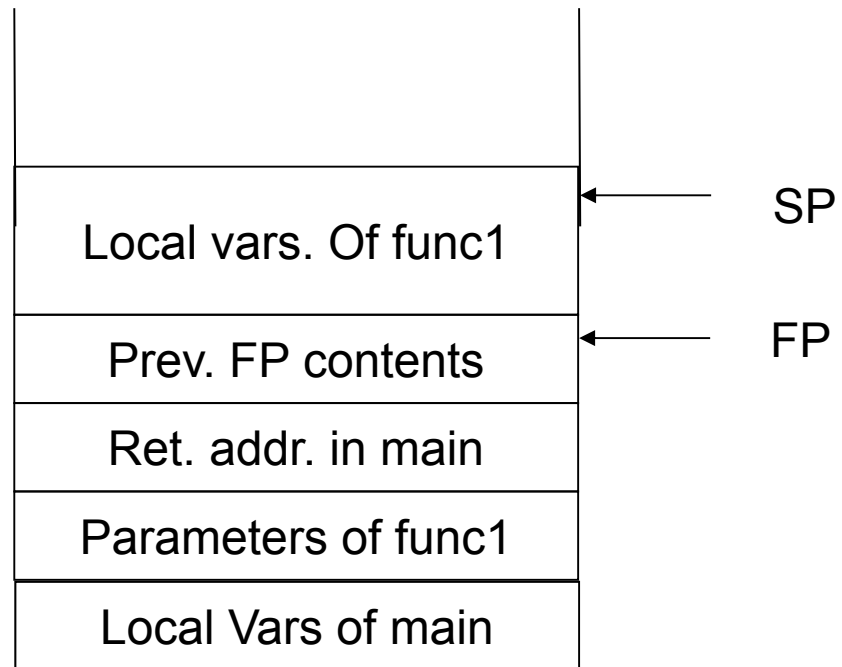 SP
Local vars. Of func1
FP
Prev. FP contents
Ret. addr. in main
Parameters of func1
Local Vars of main